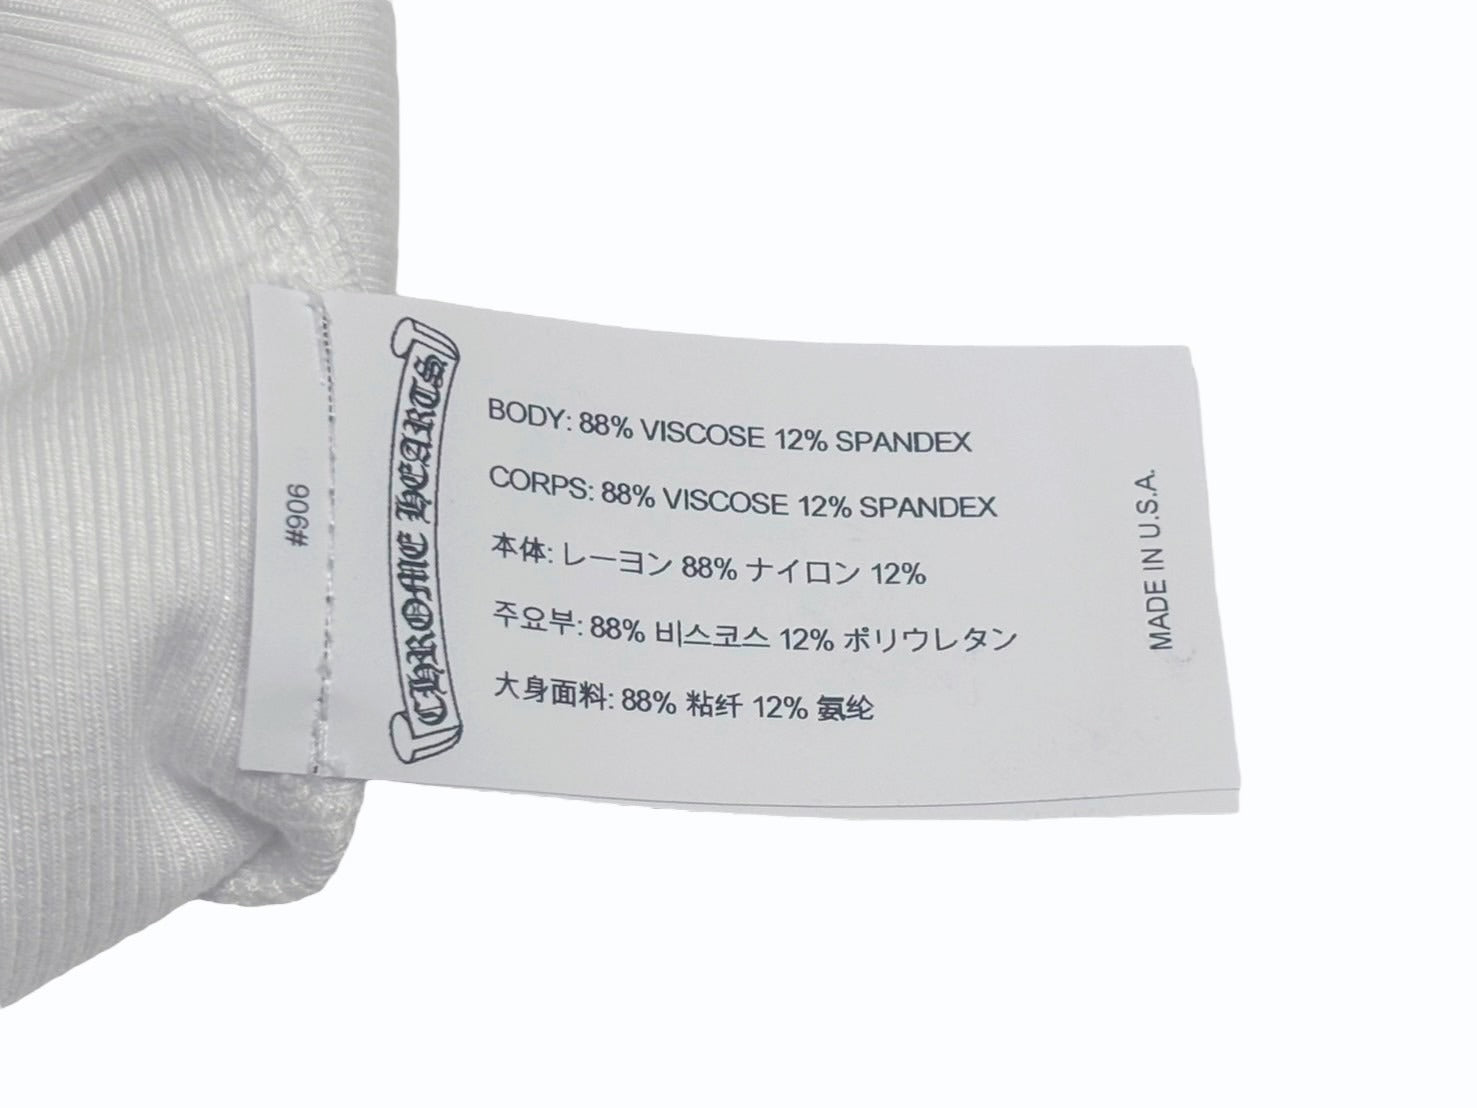 #906
CHROME HEARTS
BODY: 88% VISCOSE 12% SPANDEX
CORPS: 88% VISCOSE 12% SPANDEX
本体: レーヨン 88% ナイロン 12%
주요부: 88% 비스코스 12% ポリウレタン
大身面料: 88% 粘纤 12% 氨纶
MADE IN U.S.A.